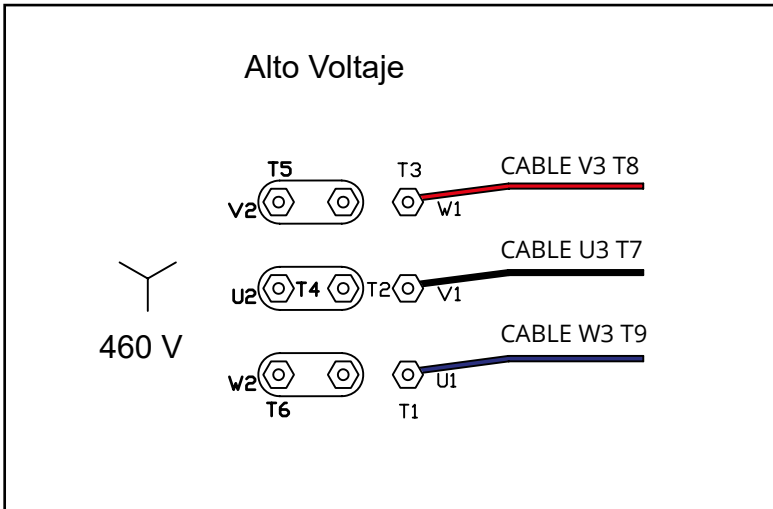 Alto Voltaje
T5
T3
CABLE V3 T8
V2
W1
CABLE U3 T7
U2
T4
T2
V1
460 V
CABLE W3 T9
W2
U1
T6
T1